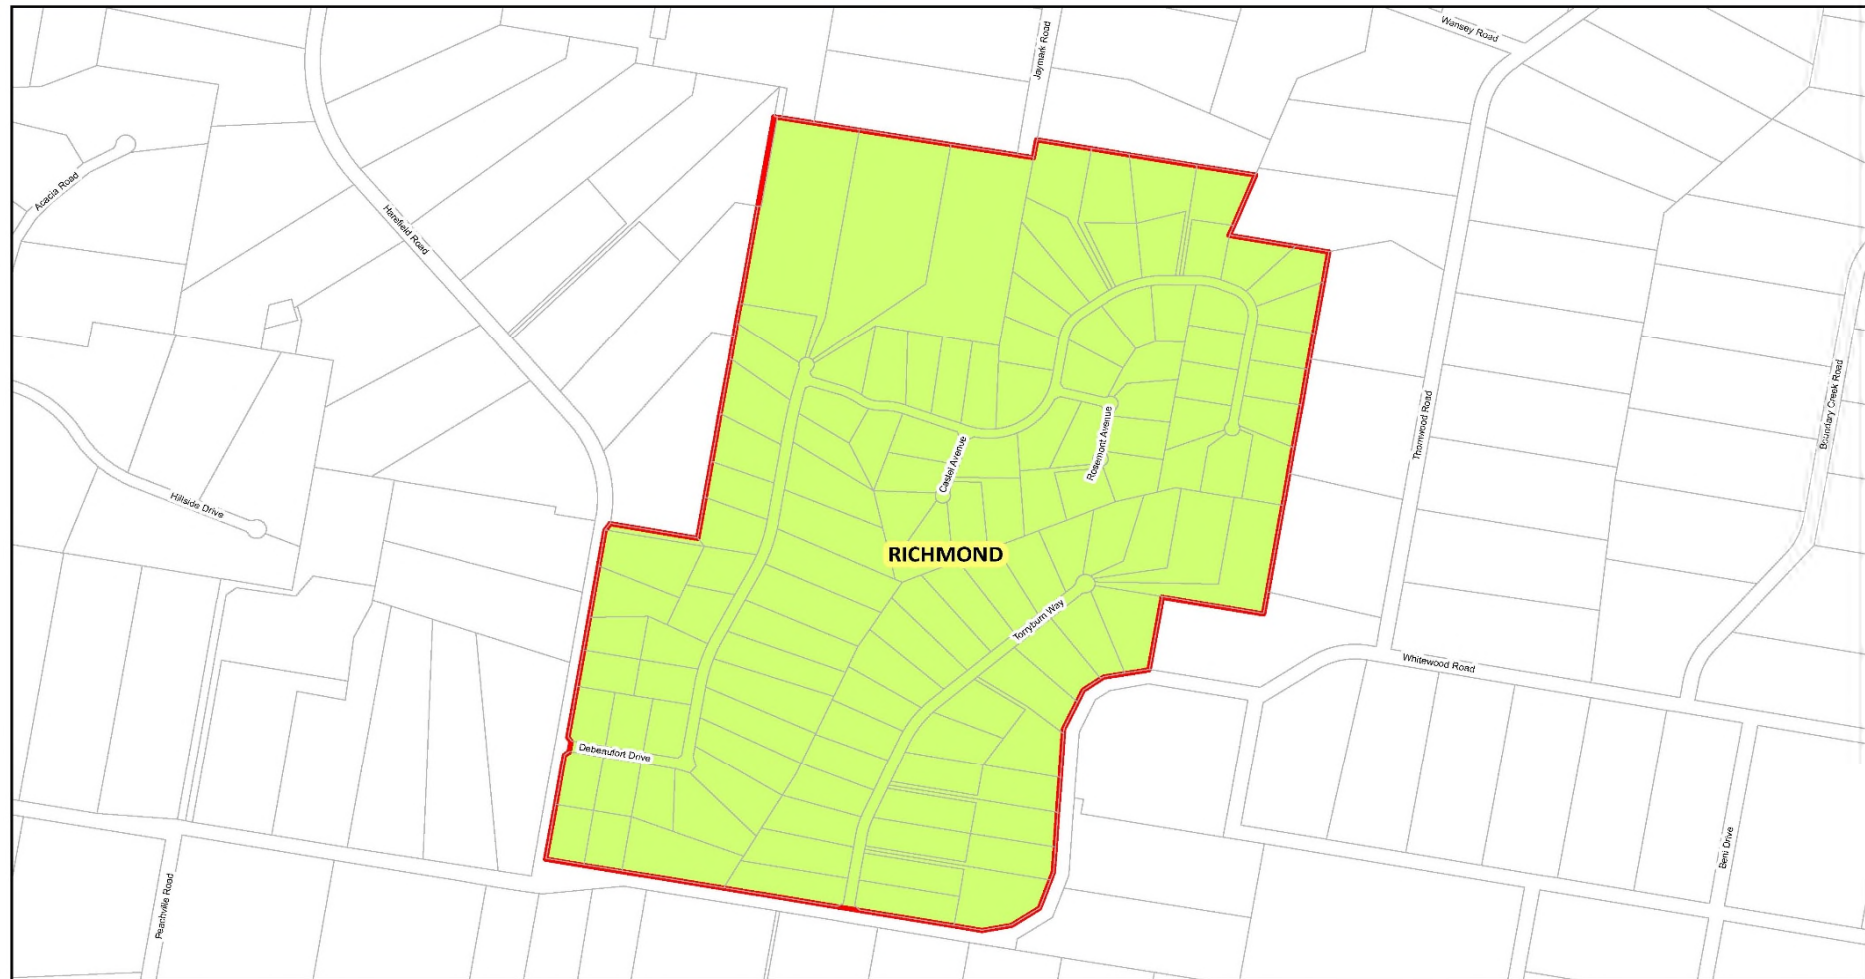 Wansey Road
Jaymark Road
Acacia Road
Harefield Road
Thornwood Road
Boundary Creek Road
Rosemont Avenue
Castel Avenue
Hillside Drive
RICHMOND
Torryburn Way
Whitewood Road
Debeaufort Drive
Beni Drive
Peachville Road